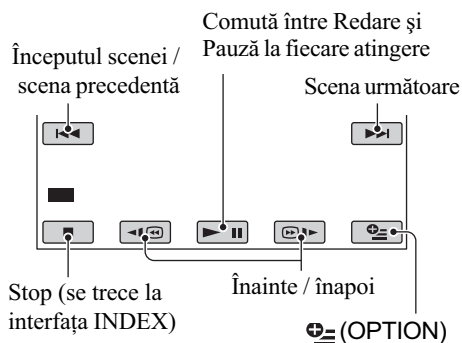 Comută între Redare şi
Pauză la fiecare atingere
Începutul scenei /
scena precedentă
Scena următoare
Stop (se trece la
interfaţa INDEX)
Înainte / înapoi
(OPTION)